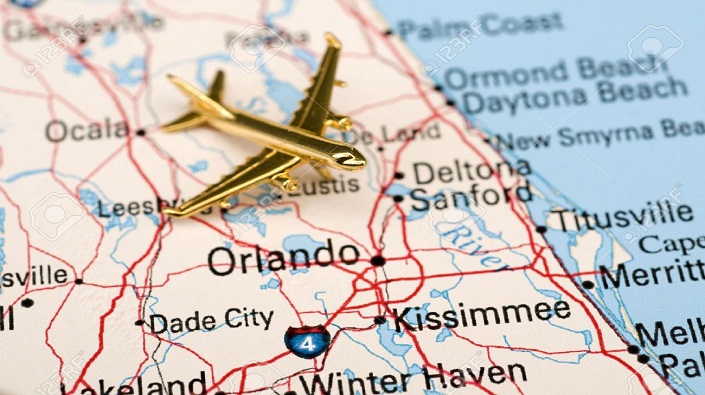 Gainesville
Palm Coast
Ormond Beach
Daytona Beach
Ocala
De Land
New Smyrna Bea
Deltona
Eustis
Sanford
Leesb
Titusville
River
Cape
Orlando
sville
Merritt
ll
Dade City
Kissimmee
4
Melb
Pal
Lakeland
Winter Haven
123RF